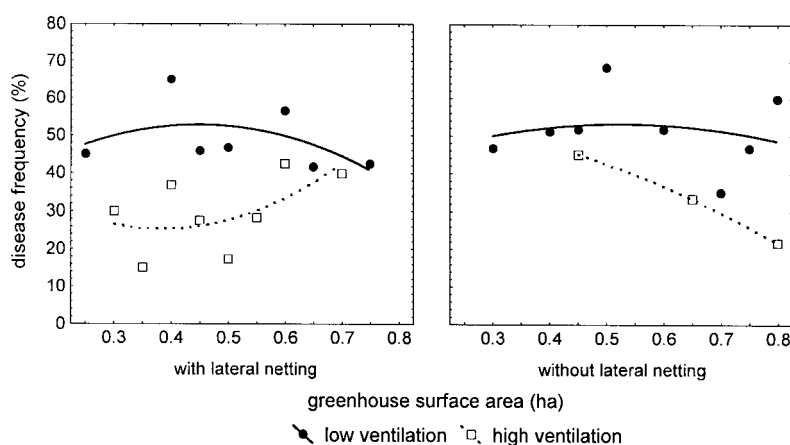 disease frequency (%)
80
70
60
50
40
30
20
10
0
0.3 0.4 0.5 0.6 0.7 0.8
0.3 0.4 0.5 0.6 0.7 0.8
with lateral netting
without lateral netting
greenhouse surface area (ha)
low ventilation high ventilation